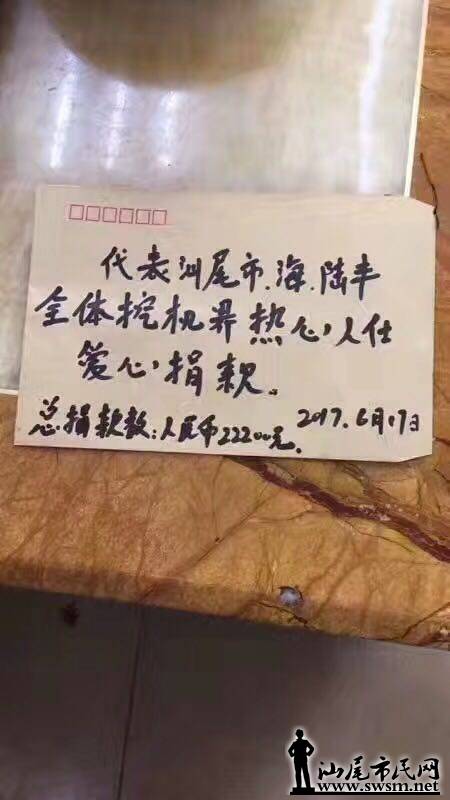 代表汕尾市.海.陆丰
全体挖机界热心人仕
爱心捐款。
总捐款数:人民币22200元.
2017.6月17日
汕尾市民网
www.swsm.net